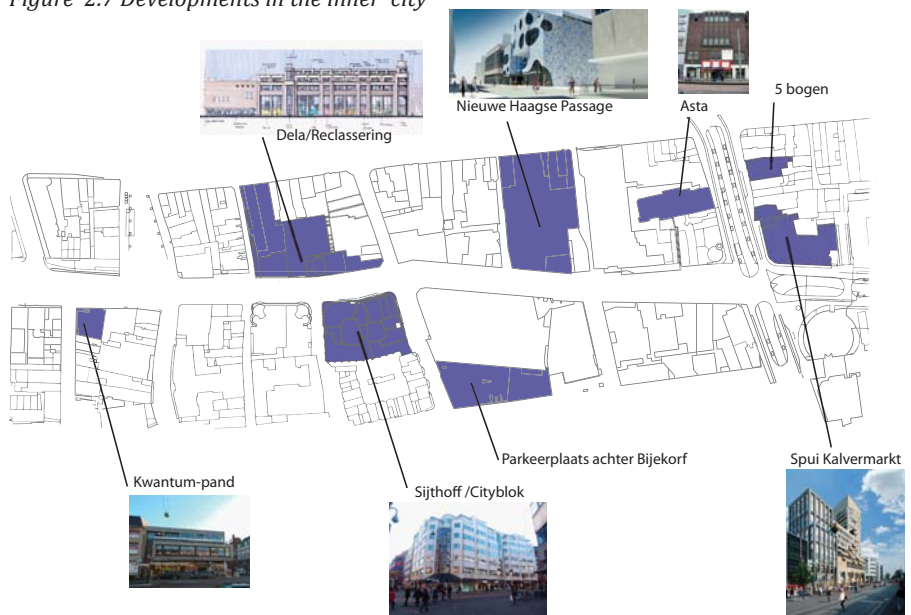 Figure 2.7 Developments in the inner city
Dela/Reclassering
Nieuwe Haagse Passage
Asta
5 bogen
Kwantum-pand
Sijthoff /Cityblok
Parkeerplaats achter Bijekorf
Spui Kalvermarkt